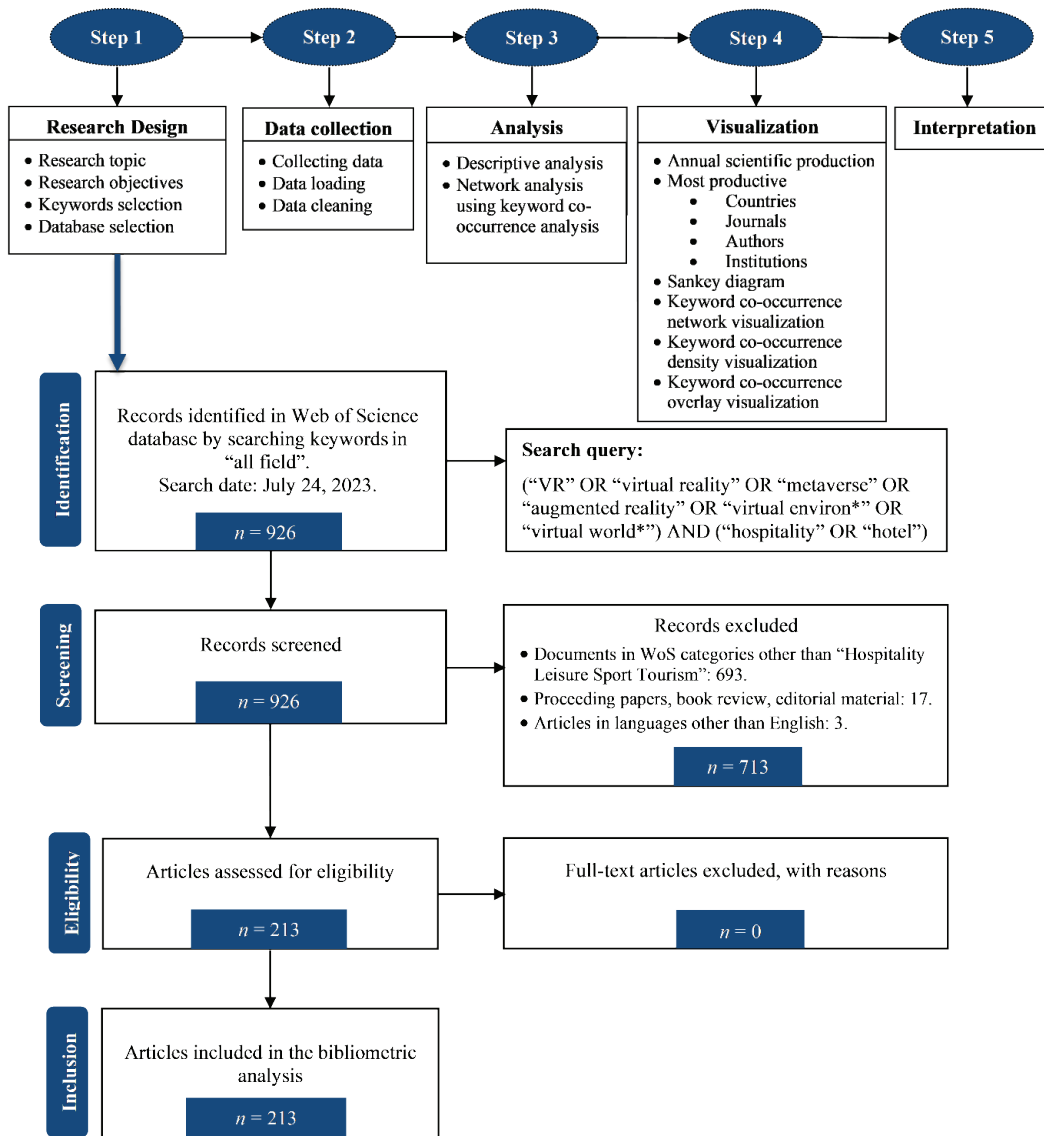 Step 1
Step 2
Step 3
Step 4
Step 5
Research Design
• Research topic
• Research objectives
• Keywords selection
• Database selection
Data collection
• Collecting data
• Data loading
• Data cleaning
Analysis
• Descriptive analysis
• Network analysis
using keyword co-
occurrence analysis
Visualization
• Annual scientific production
• Most productive
• Countries
• Journals
• Authors
• Institutions
• Sankey diagram
• Keyword co-occurrence
network visualization
• Keyword co-occurrence
density visualization
• Keyword co-occurrence
overlay visualization
Interpretation
Identification
Records identified in Web of Science
database by searching keywords in
“all field”.
Search date: July 24, 2023.
n = 926
Search query:
(“VR” OR “virtual reality” OR “metaverse” OR
“augmented reality” OR “virtual environ*” OR
“virtual world*”) AND (“hospitality” OR “hotel”)
Screening
Records screened
n = 926
Records excluded
• Documents in WoS categories other than “Hospitality
Leisure Sport Tourism”: 693.
• Proceeding papers, book review, editorial material: 17.
• Articles in languages other than English: 3.
n = 713
Eligibility
Articles assessed for eligibility
n = 213
Full-text articles excluded, with reasons
n = 0
Inclusion
Articles included in the bibliometric
analysis
n = 213